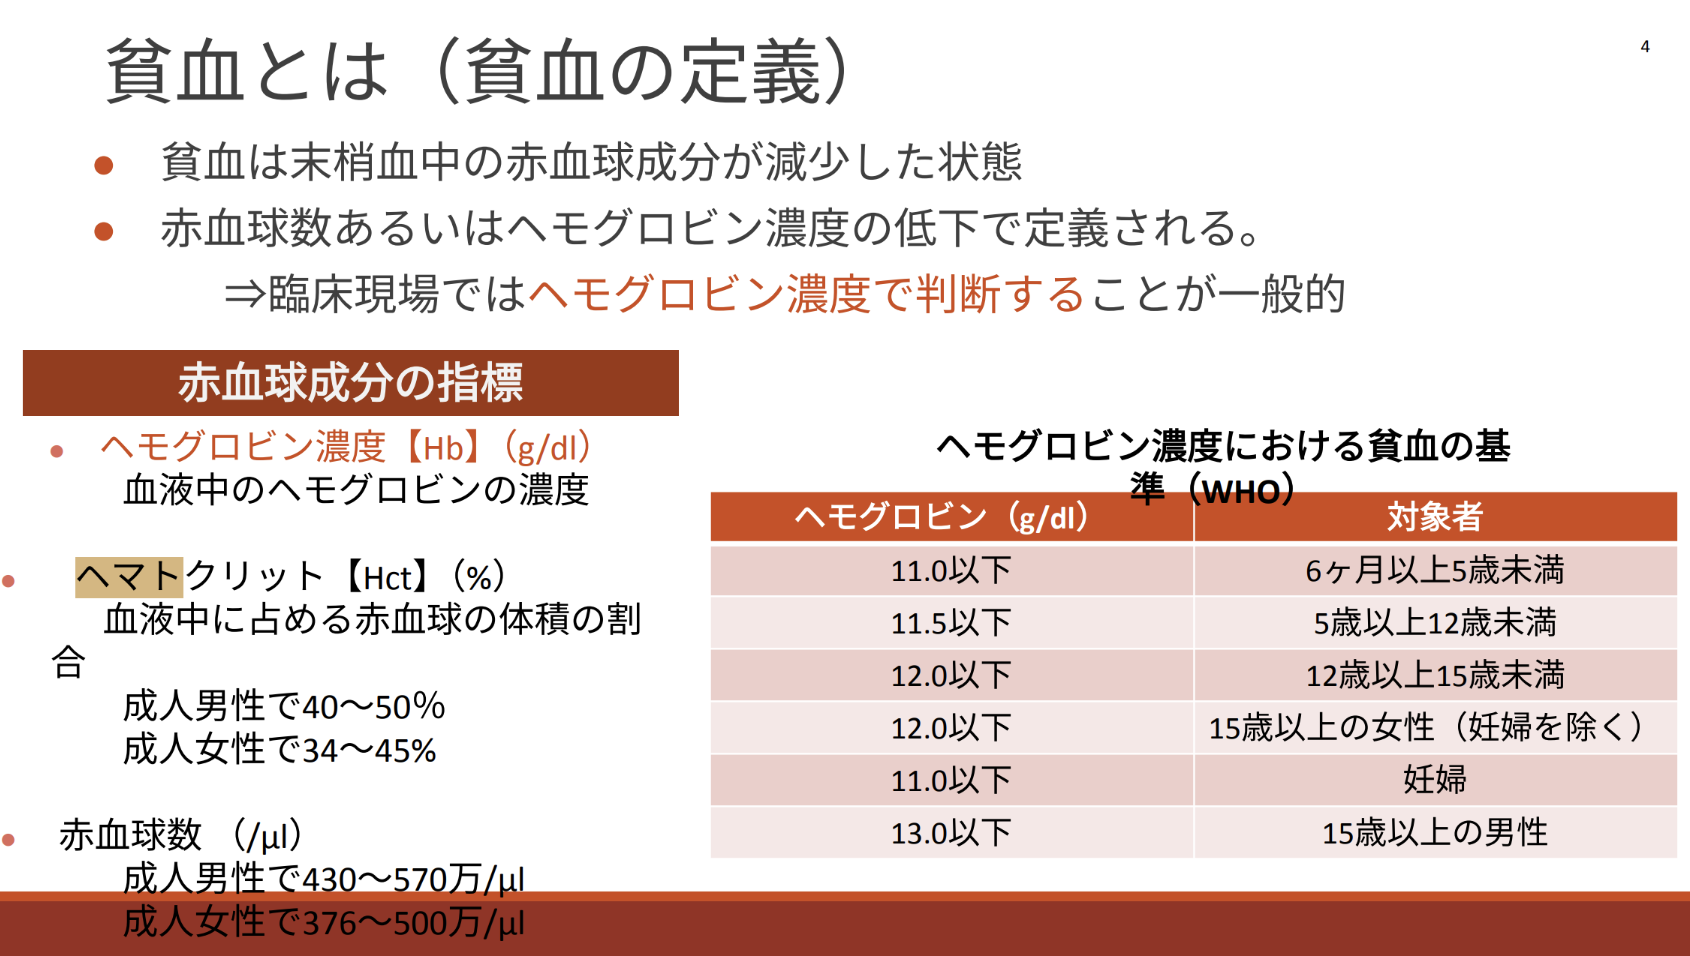 貧血とは（貧血の定義）
4
● 貧血は末梢血中の赤血球成分が減少した状態
● 赤血球数あるいはヘモグロビン濃度の低下で定義される。
⇒臨床現場ではヘモグロビン濃度で判断することが一般的
赤血球成分の指標
• ヘモグロビン濃度【Hb】（g/dl）
血液中のヘモグロビンの濃度
• ヘマトクリット【Hct】（%）
血液中に占める赤血球の体積の割
合
成人男性で40～50％
成人女性で34～45%
• 赤血球数 （/μl）
成人男性で430～570万/μl
成人女性で376～500万/μl
ヘモグロビン濃度における貧血の基
準（WHO）
ヘモグロビン（g/dl） 対象者
11.0以下 6ヶ月以上5歳未満
11.5以下 5歳以上12歳未満
12.0以下 12歳以上15歳未満
12.0以下 15歳以上の女性（妊婦を除く）
11.0以下 妊婦
13.0以下 15歳以上の男性